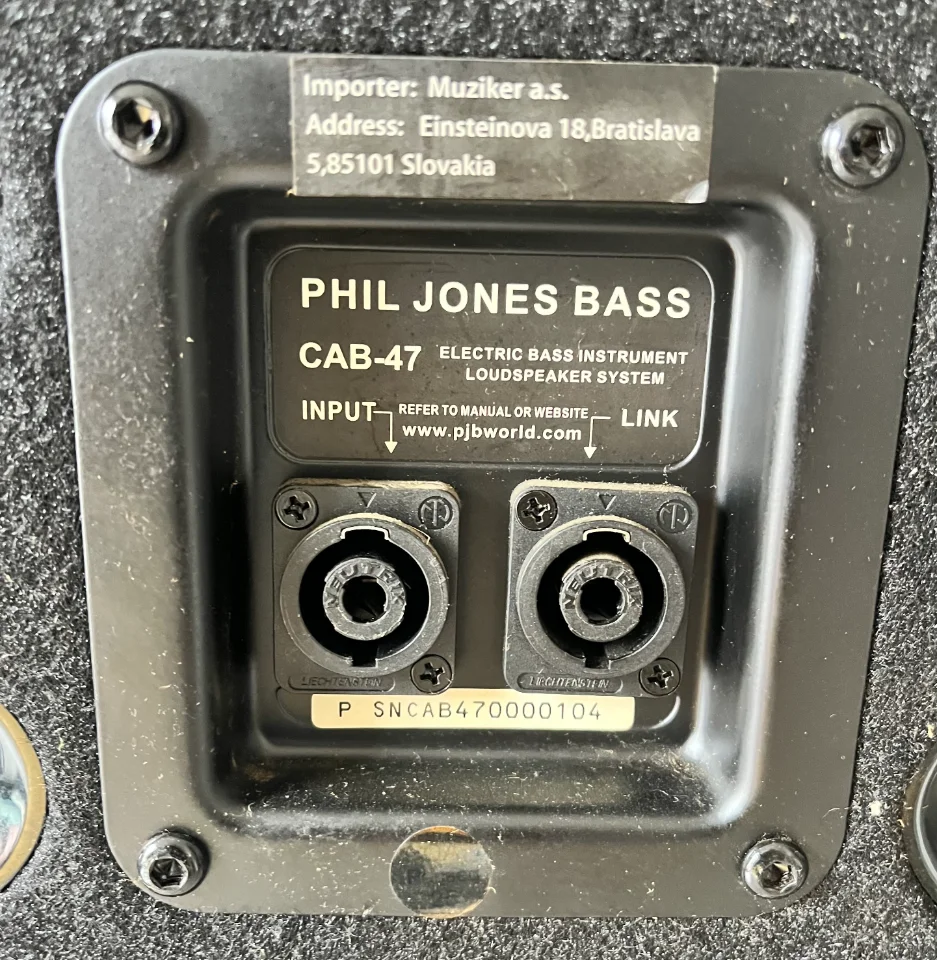 Importer: Muziker a.s.
Address: Einsteinova 18,Bratislava
5,85101 Slovakia
PHIL JONES BASS
CAB-47 ELECTRIC BASS INSTRUMENT
LOUDSPEAKER SYSTEM
INPUT REFER TO MANUAL OR WEBSITE LINK
www.pjbworld.com
NEUTRIK NEUTRIK
LIECHTENSTEIN LIECHTENSTEIN
P SNCAB470000104